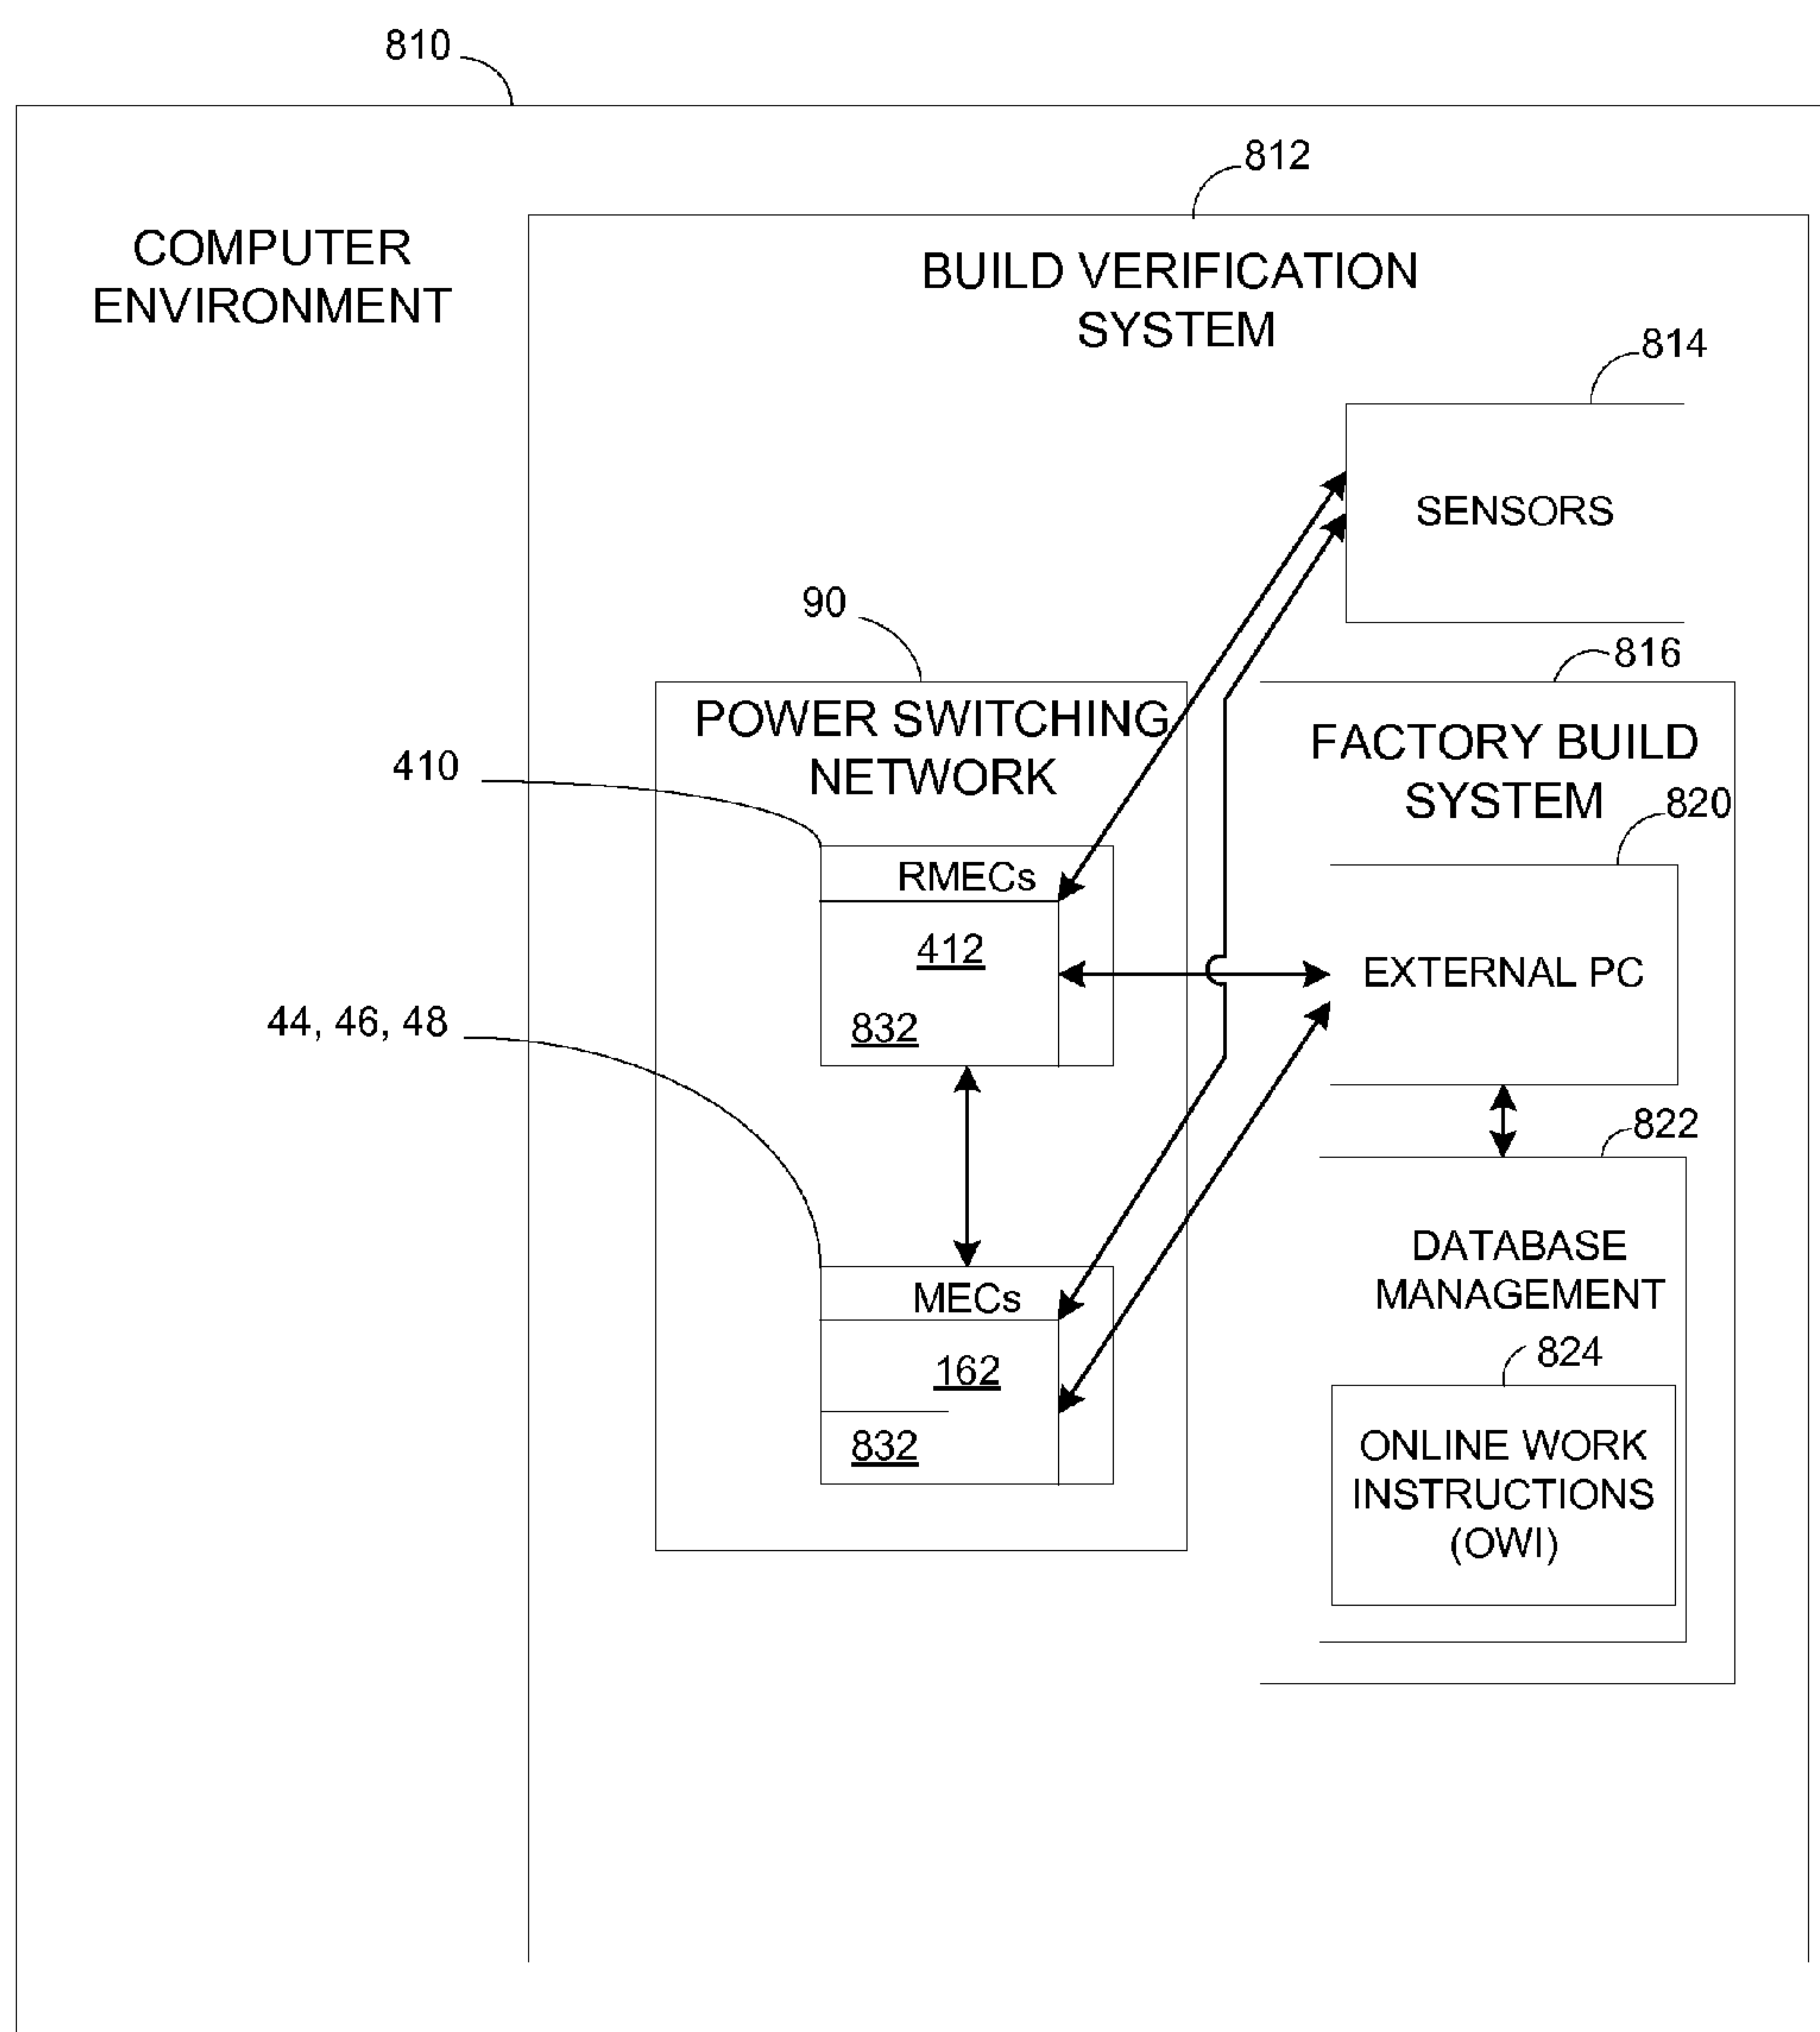 810
812
COMPUTER
ENVIRONMENT
BUILD VERIFICATION
SYSTEM
814
SENSORS
90
816
POWER SWITCHING
NETWORK
FACTORY BUILD
SYSTEM
410
820
RMECs
412
832
EXTERNAL PC
44, 46, 48
822
DATABASE
MANAGEMENT
MECs
162
832
824
ONLINE WORK
INSTRUCTIONS
(OWI)